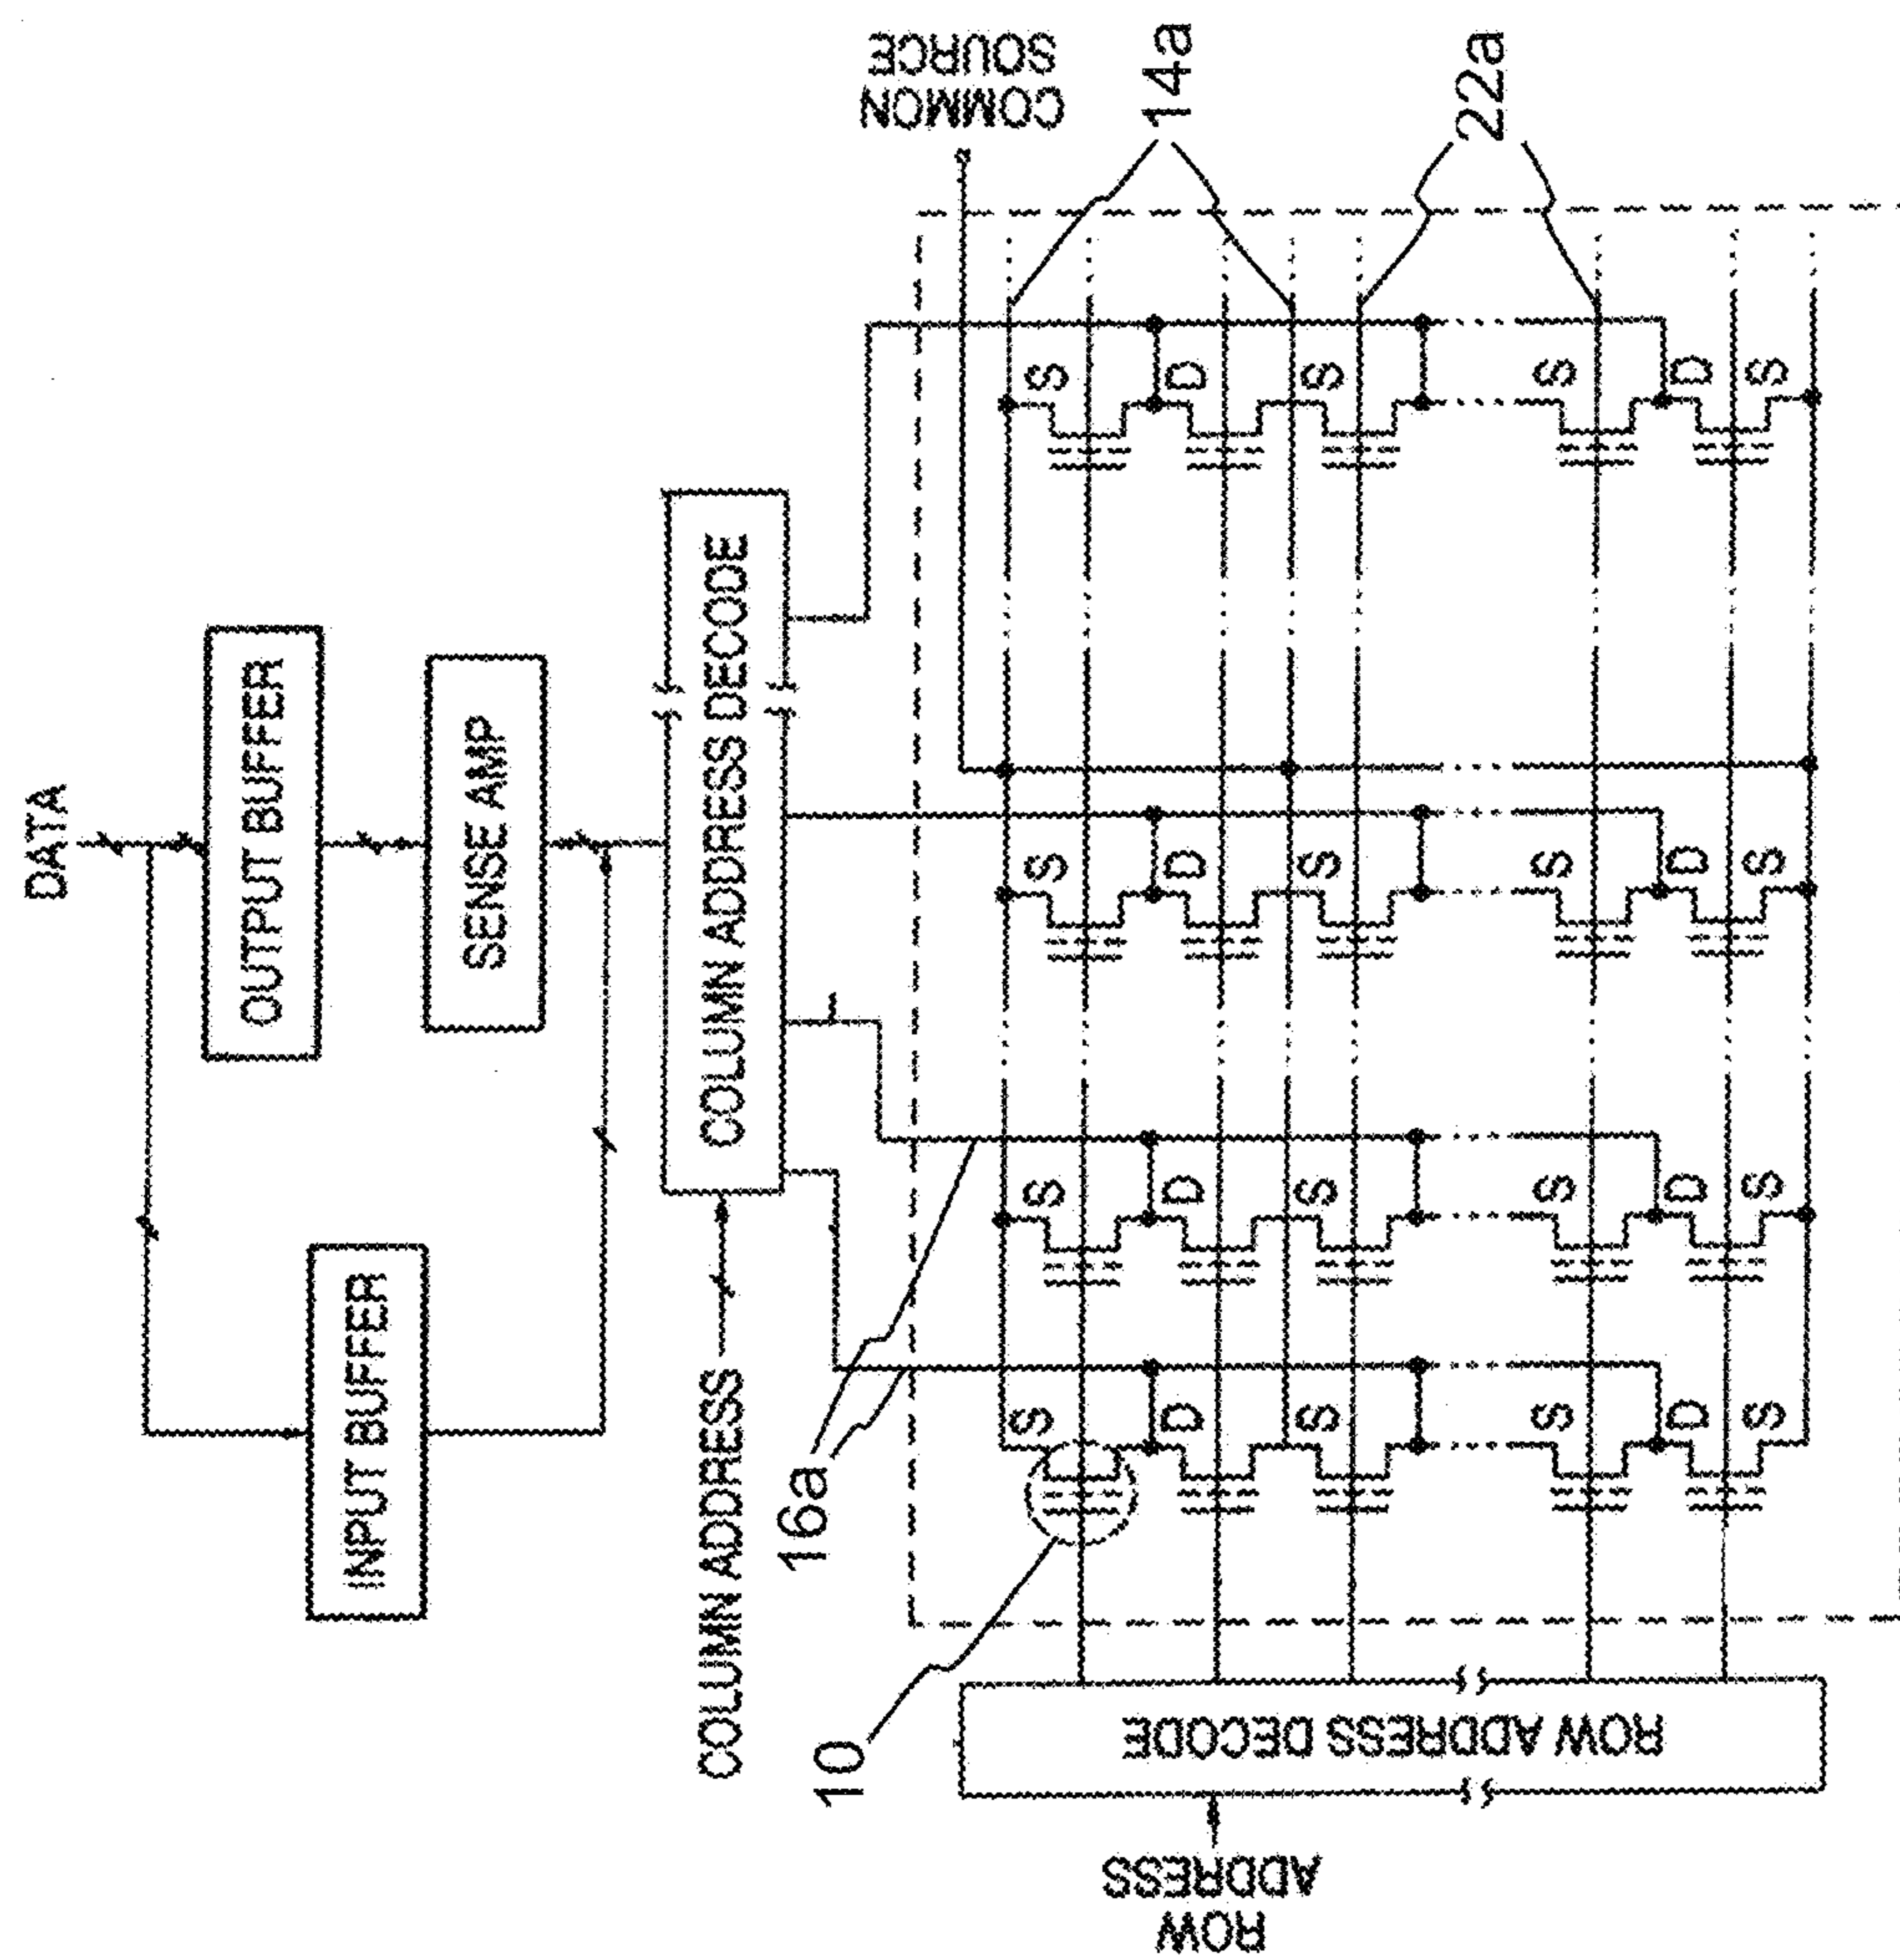 DATA
OUTPUT BUFFER
SENSE AMP
INPUT BUFFER
COLUMN ADDRESS DECODE
COLUMN ADDRESS
COMMON
SOURCE
14a
22a
16a
10
ROW
ADDRESS
ROW ADDRESS DECODE
S S S S
D D D D
S S S S
S S S S
D D D D
S S S S